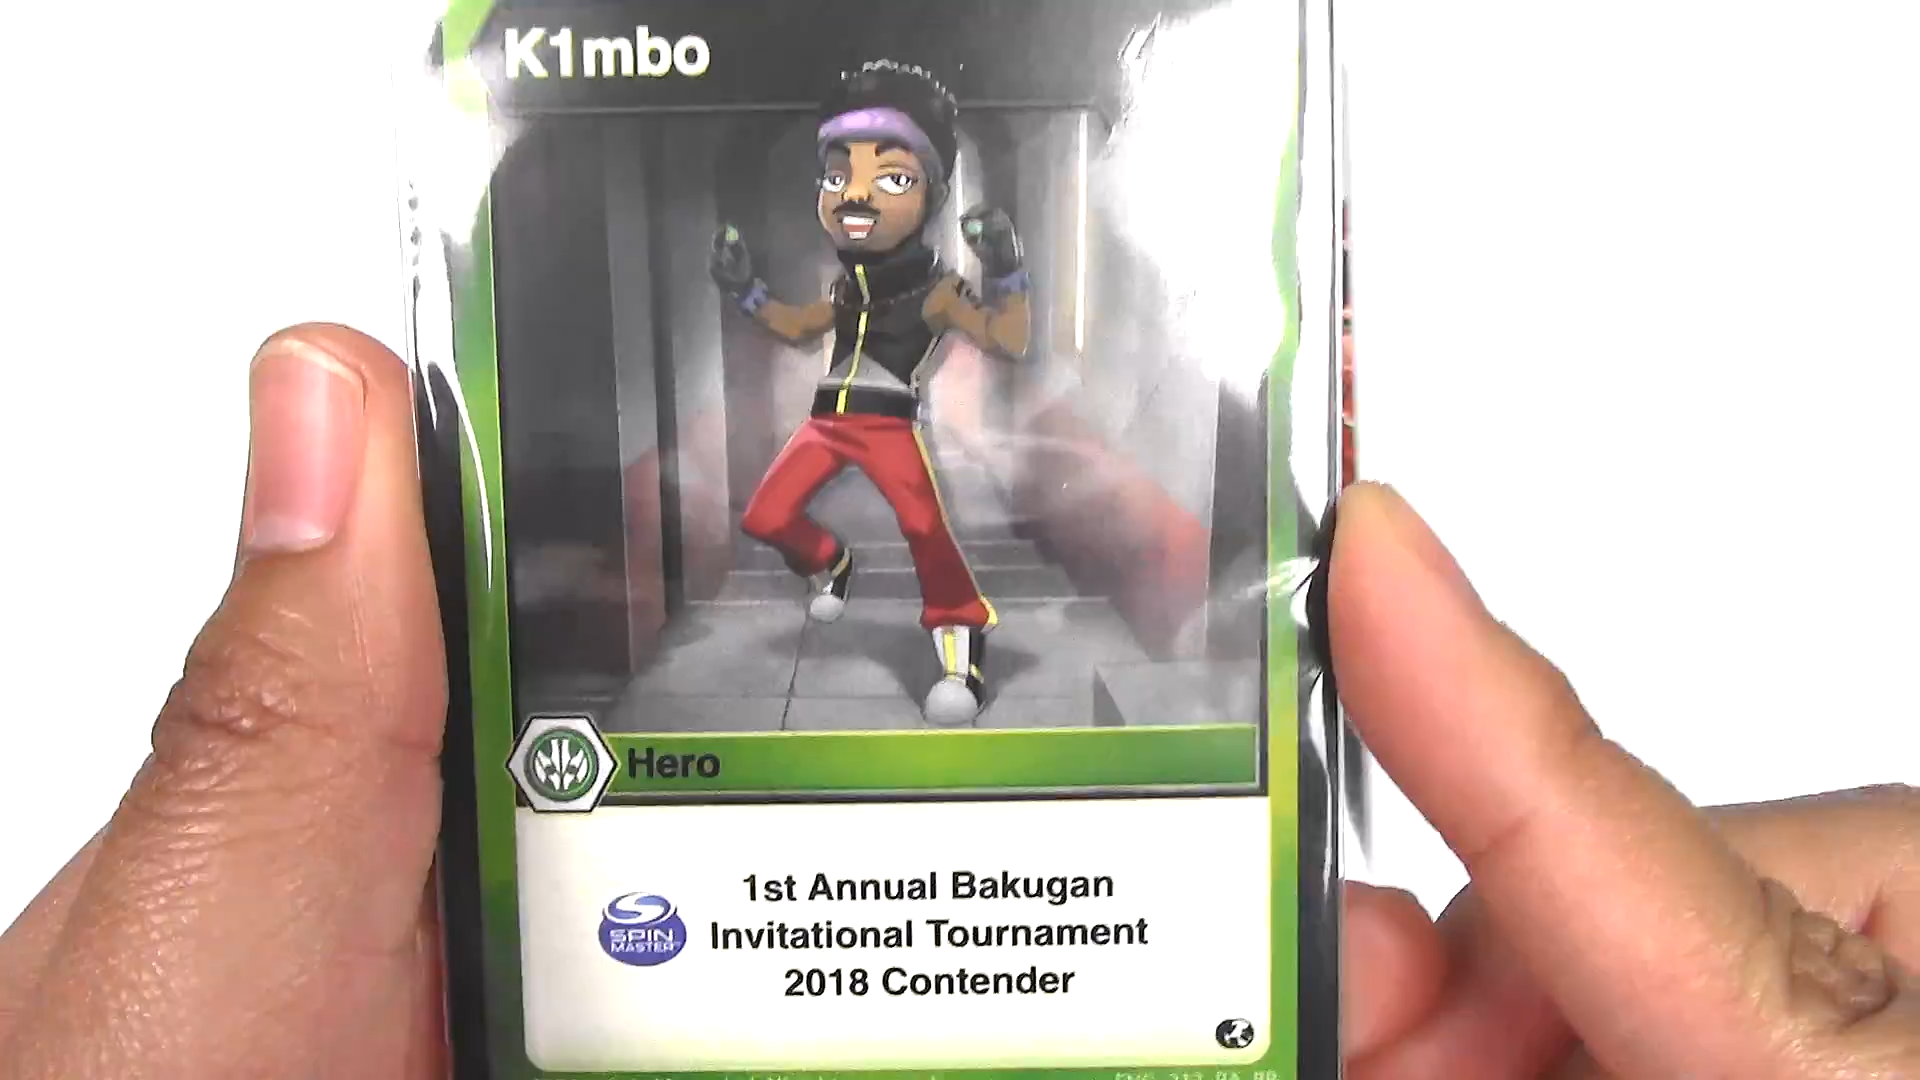 K1mbo
Hero
1st Annual Bakugan
Invitational Tournament
2018 Contender
SPIN
MASTER